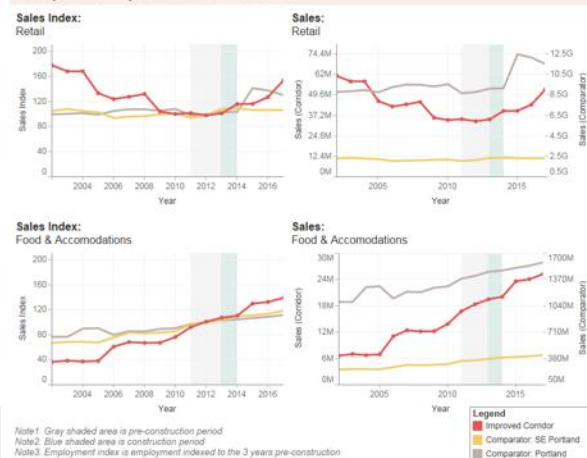 Sales Index:
Retail
200
160
120
80
40
0
Sales Index
2004
2006
2008
2010
2012
2014
2016
Year
Sales:
Retail
74.4M
62M
49.6M
37.2M
24.8M
12.4M
0M
Sales (Corridor)
12.5G
10.5G
8.5G
6.5G
4.5G
2.5G
0.5G
Sales (Comparator)
2005
2010
2015
Year
Sales Index:
Food & Accomodations
200
160
120
80
40
0
Sales Index
2004
2006
2008
2010
2012
2014
2016
Year
Sales:
Food & Accomodations
30M
24M
18M
12M
6M
0M
Sales (Corridor)
1700M
1370M
1040M
710M
380M
50M
Sales (Comparator)
2005
2010
2015
Year
Note1. Gray shaded area is pre-construction period
Note2. Blue shaded area is construction period
Note3. Employment index is employment indexed to the 3 years pre-construction
Legend
Improved Corridor
Comparator: SE Portland
Comparator: Portland